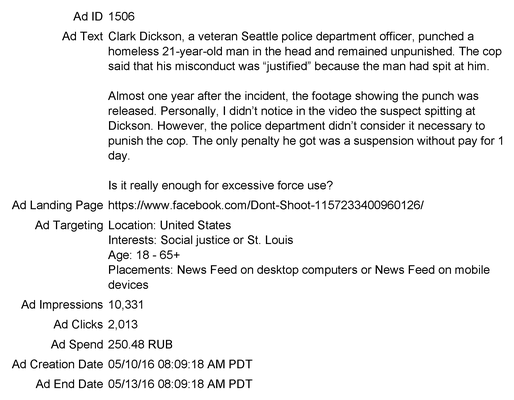 Ad ID 1506
Ad Text Clark Dickson, a veteran Seattle police department officer, punched a
homeless 21-year-old man in the head and remained unpunished. The cop
said that his misconduct was “justified” because the man had spit at him.
Almost one year after the incident, the footage showing the punch was
released. Personally, I didn’t notice in the video the suspect spitting at
Dickson. However, the police department didn’t consider it necessary to
punish the cop. The only penalty he got was a suspension without pay for 1
day.
Is it really enough for excessive force use?
Ad Landing Page https://www.facebook.com/Dont-Shoot-1157233400960126/
Ad Targeting Location: United States
Interests: Social justice or St. Louis
Age: 18 - 65+
Placements: News Feed on desktop computers or News Feed on mobile
devices
Ad Impressions 10,331
Ad Clicks 2,013
Ad Spend 250.48 RUB
Ad Creation Date 05/10/16 08:09:18 AM PDT
Ad End Date 05/13/16 08:09:18 AM PDT